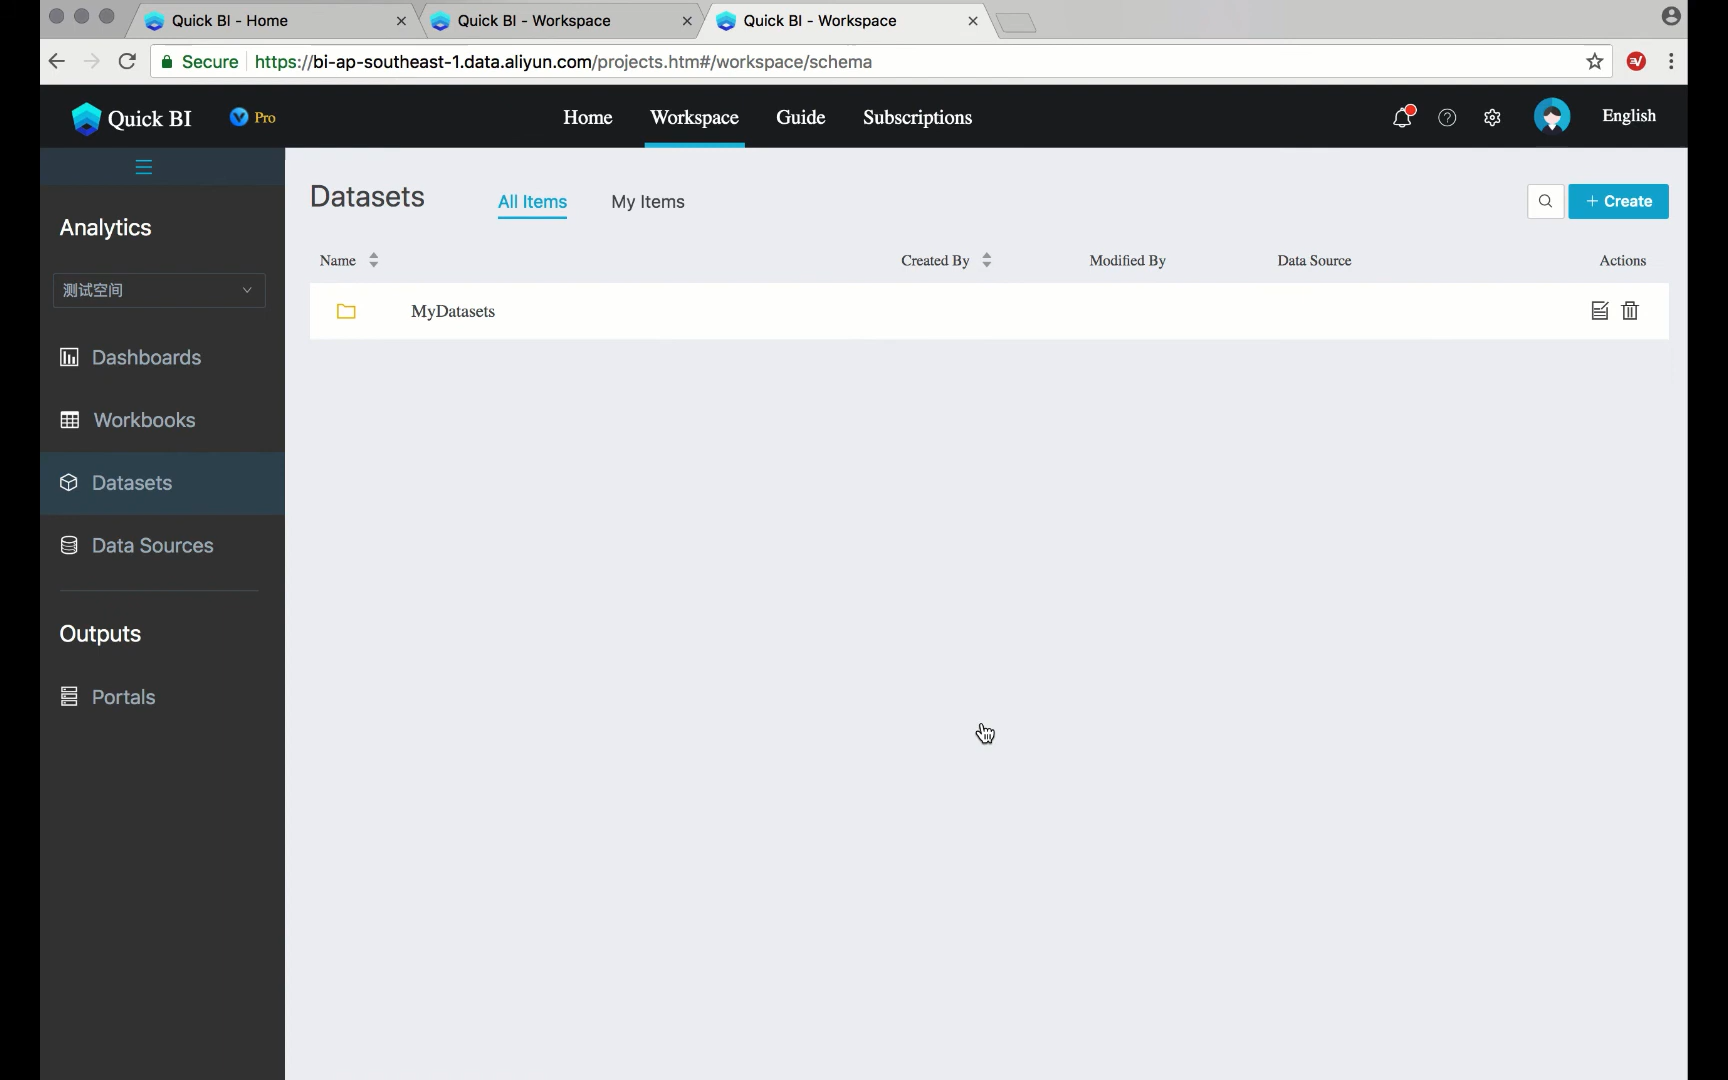 Quick BI - Home
Quick BI - Workspace
Quick BI - Workspace
Secure
https://bi-ap-southeast-1.data.aliyun.com/projects.htm#/workspace/schema
Quick BI
Pro
Home
Workspace
Guide
Subscriptions
English
Analytics
测试空间
Dashboards
Workbooks
Datasets
Data Sources
Outputs
Portals
Datasets
All Items
My Items
+ Create
Name
Created By
Modified By
Data Source
Actions
MyDatasets